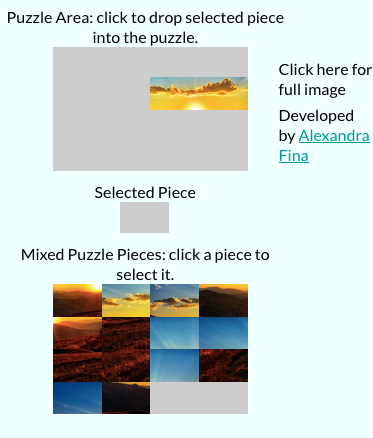 Puzzle Area: click to drop selected piece
into the puzzle.
Click here for
full image
Developed
by Alexandra
Fina
Selected Piece
Mixed Puzzle Pieces: click a piece to
select it.